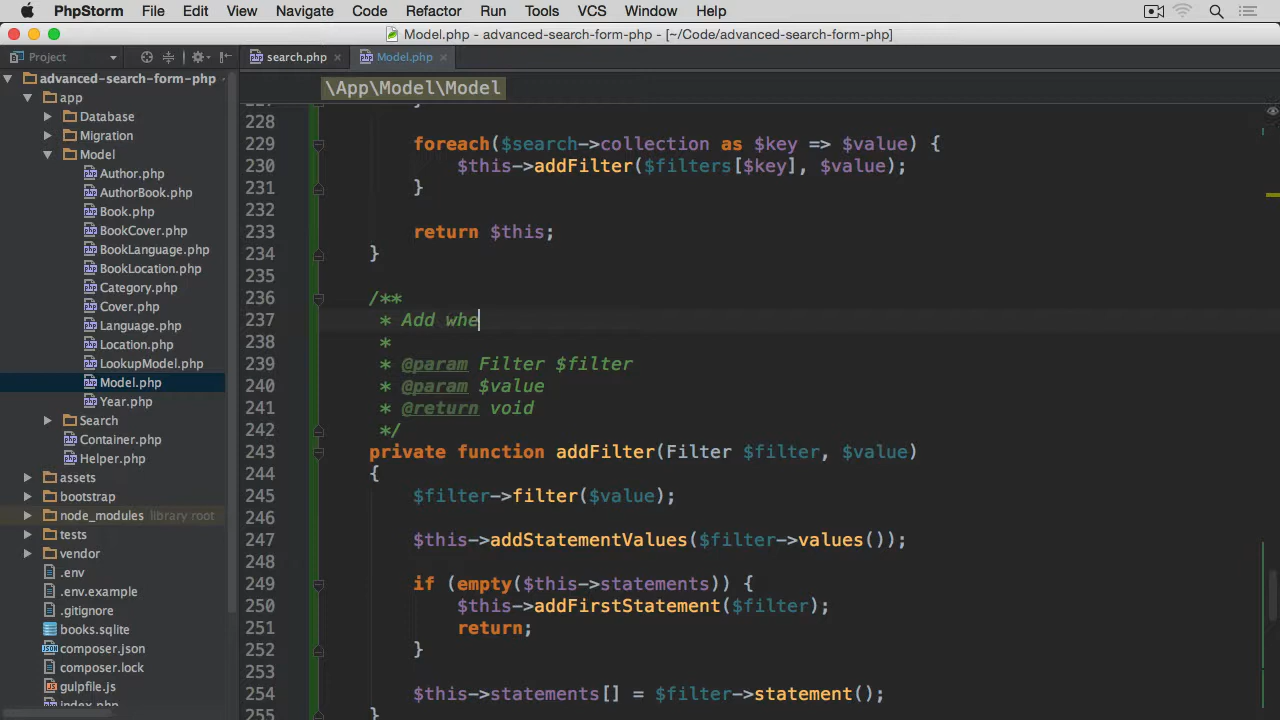 PhpStorm File Edit View Navigate Code Refactor Run Tools VCS Window Help
Model.php - advanced-search-form-php - [~/Code/advanced-search-form-php]
Project
search.php
Model.php
\App\Model\Model
advanced-search-form-php
app
Database
Migration
Model
Author.php
AuthorBook.php
Book.php
BookCover.php
BookLanguage.php
BookLocation.php
Category.php
Cover.php
Language.php
Location.php
LookupModel.php
Model.php
Year.php
Search
Container.php
Helper.php
assets
bootstrap
node_modules library root
tests
vendor
.env
.env.example
.gitignore
books.sqlite
composer.json
composer.lock
gulpfile.js
index.php
228
229 foreach($search->collection as $key => $value) {
230 $this->addFilter($filters[$key], $value);
231 }
232
233 return $this;
234 }
235
236 /**
237 * Add whe
238 *
239 * @param Filter $filter
240 * @param $value
241 * @return void
242 */
243 private function addFilter(Filter $filter, $value)
244 {
245 $filter->filter($value);
246
247 $this->addStatementValues($filter->values());
248
249 if (empty($this->statements)) {
250 $this->addFirstStatement($filter);
251 return;
252 }
253
254 $this->statements[] = $filter->statement();
255 }